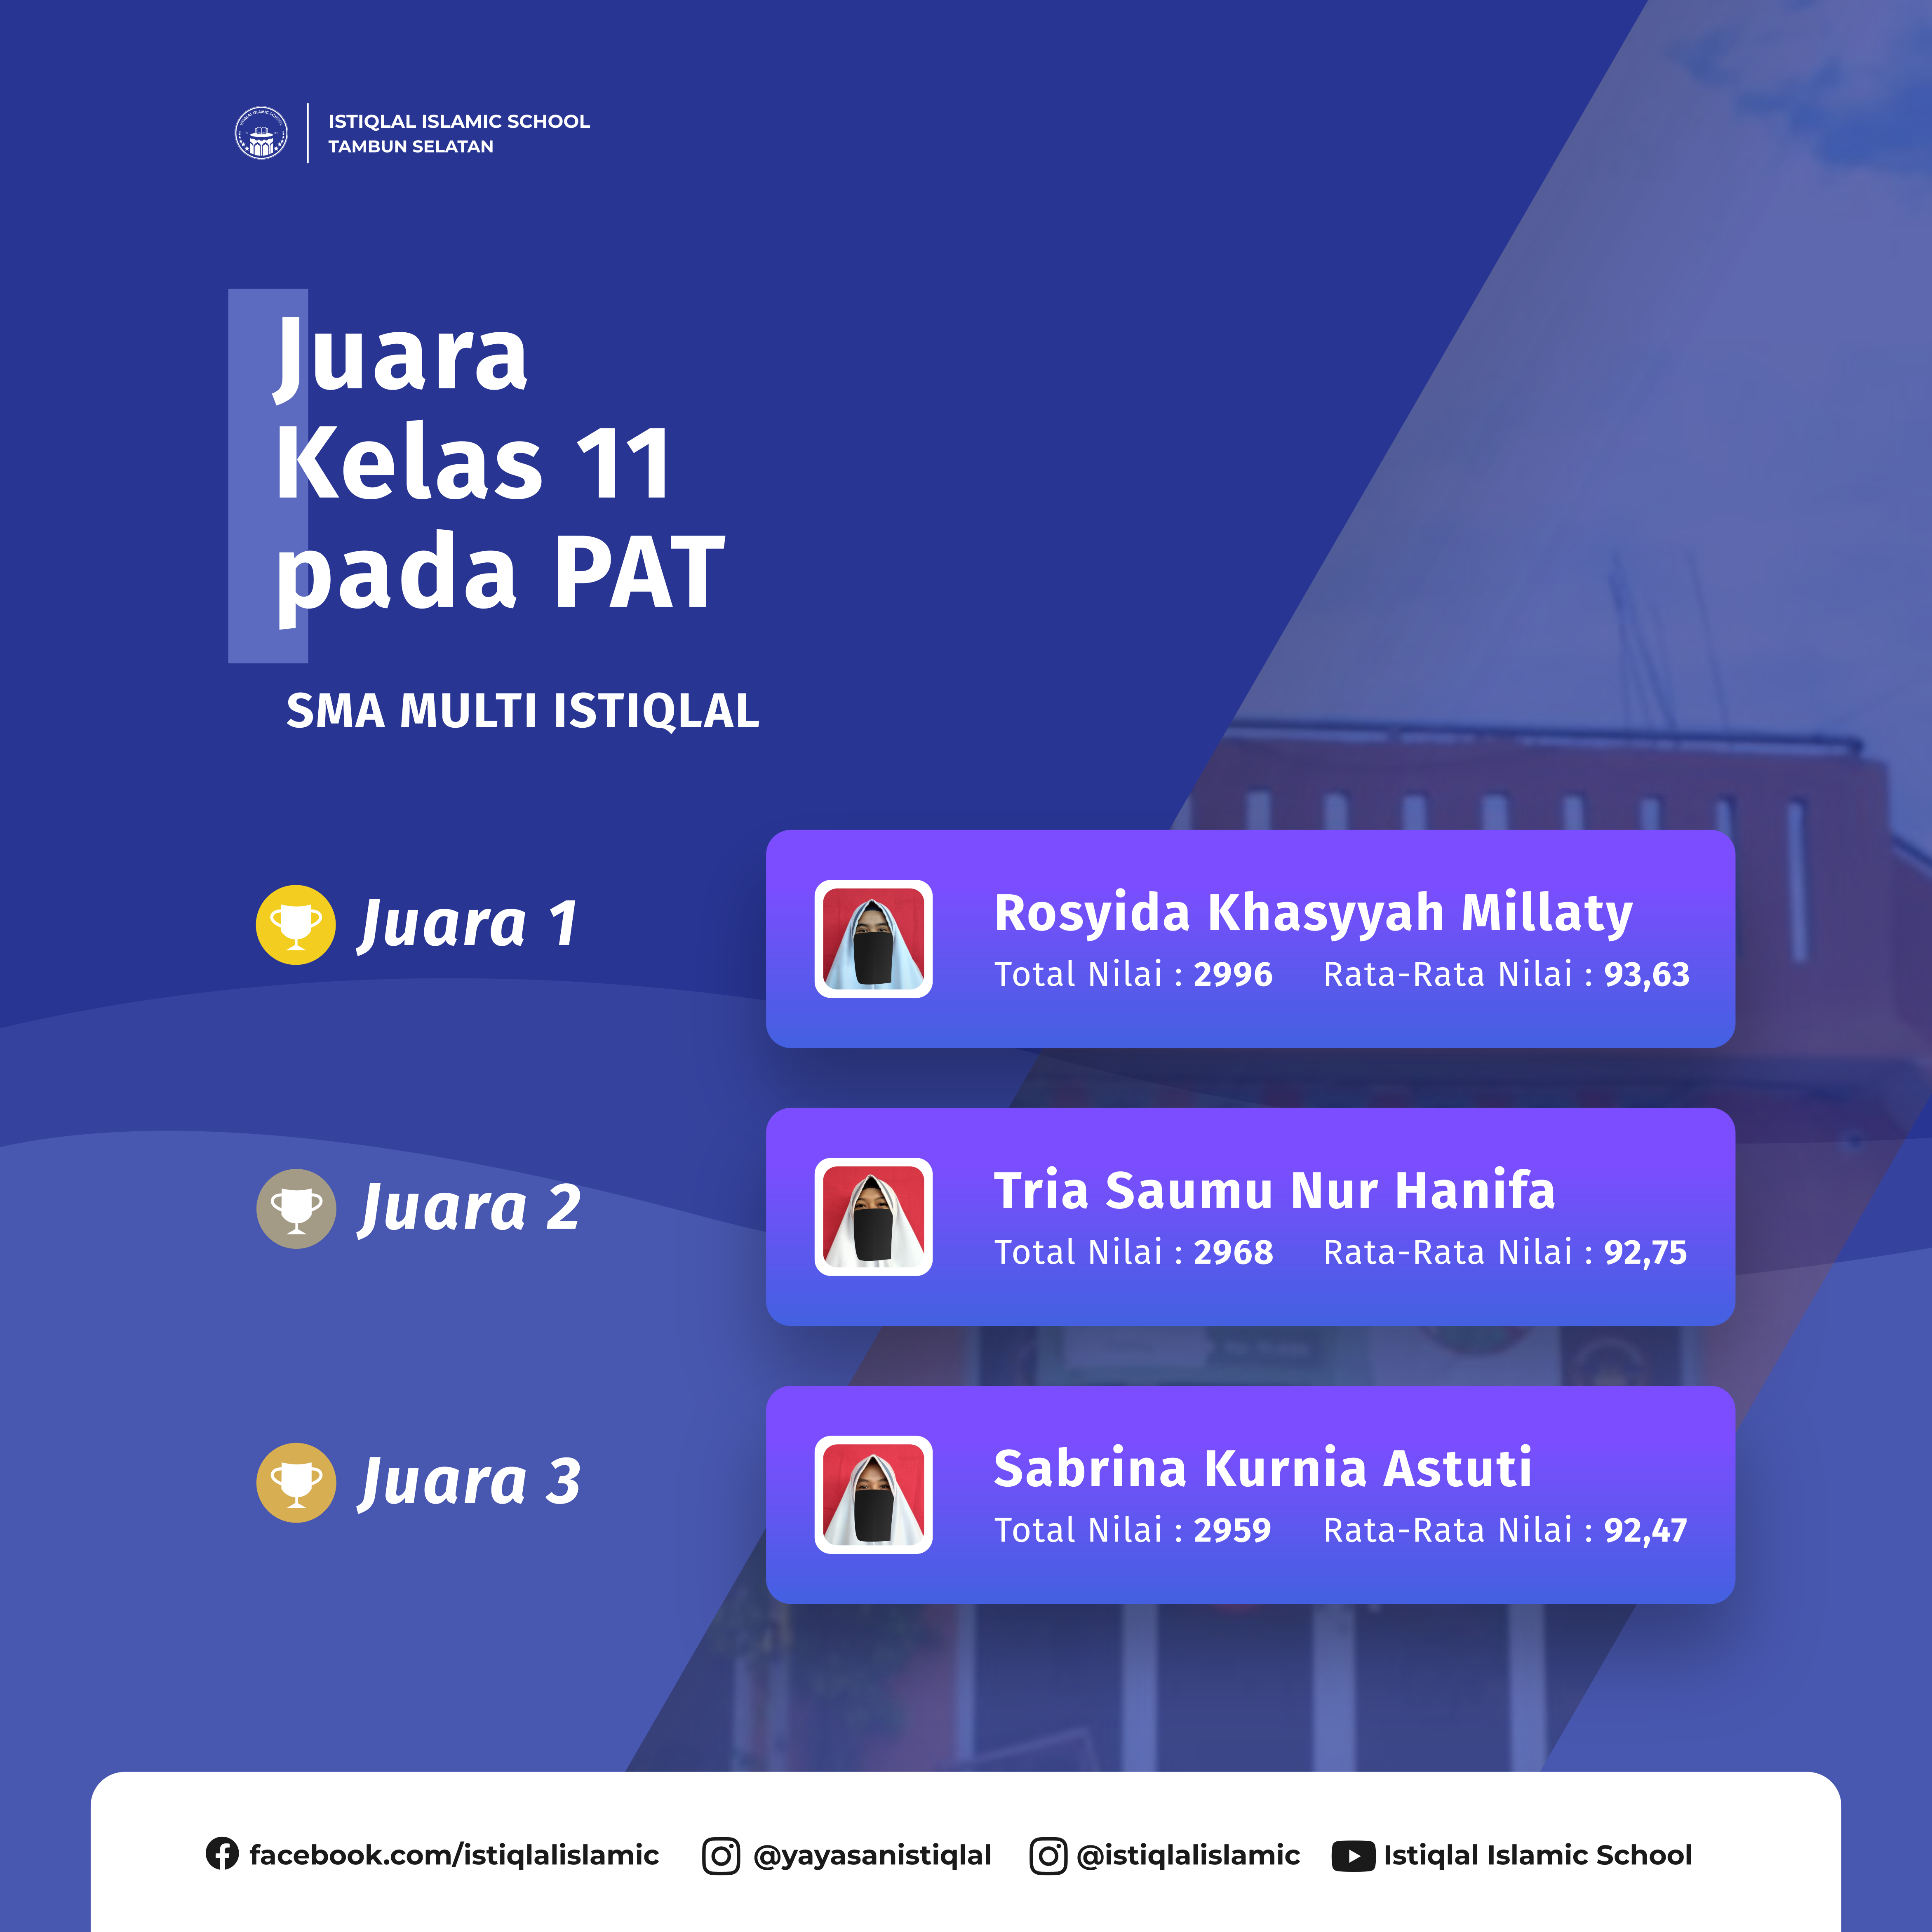 ISTIQLAL ISLAMIC SCHOOL
ISTIQLAL ISLAMIC SCHOOL
TAMBUN SELATAN
Juara
Kelas 11
pada PAT
SMA MULTI ISTIQLAL
Juara 1
Rosyida Khasyyah Millaty
Total Nilai : 2996 Rata-Rata Nilai : 93,63
Juara 2
Tria Saumu Nur Hanifa
Total Nilai : 2968 Rata-Rata Nilai : 92,75
Juara 3
Sabrina Kurnia Astuti
Total Nilai : 2959 Rata-Rata Nilai : 92,47
facebook.com/istiqlalislamic @yayasanistiqlal @istiqlalislamic Istiqlal Islamic School